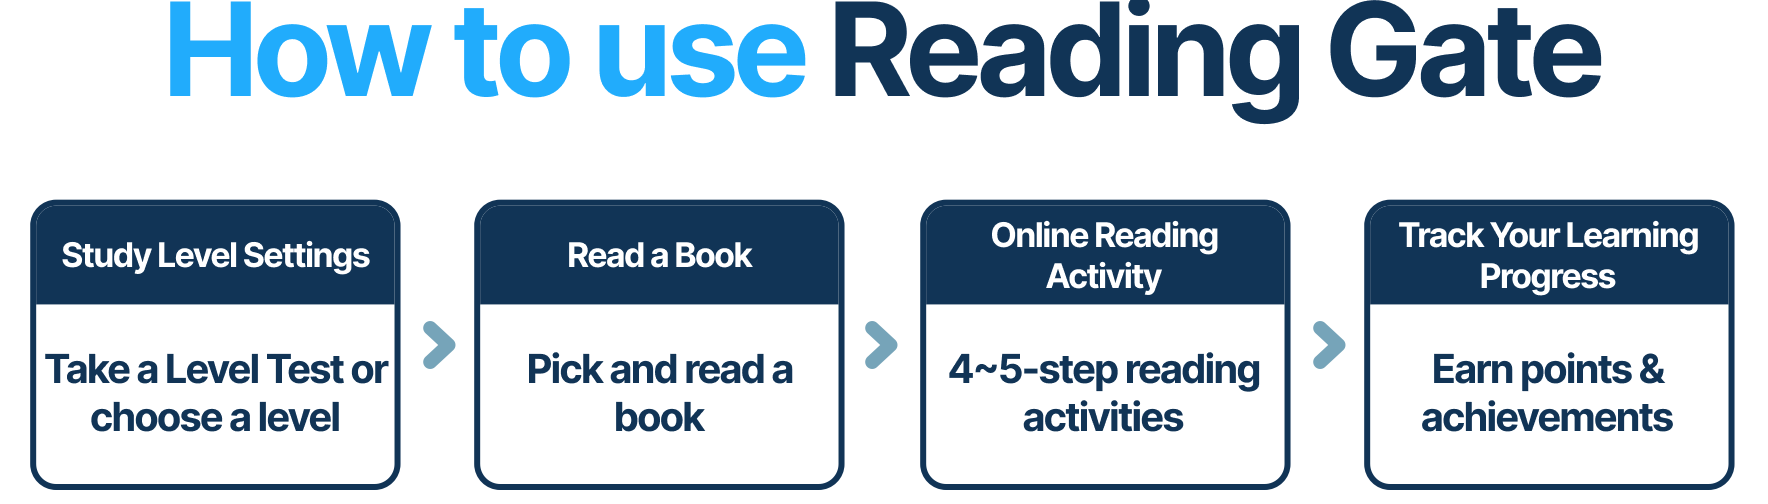 How to use Reading Gate
Study Level Settings
Take a Level Test or
choose a level
Read a Book
Pick and read a
book
Online Reading
Activity
4~5-step reading
activities
Track Your Learning
Progress
Earn points &
achievements